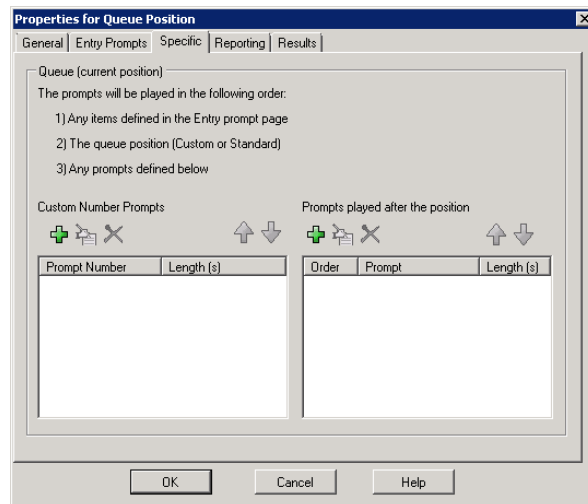 Properties for Queue Position
General Entry Prompts Specific Reporting Results
Queue (current position)
The prompts will be played in the following order:
1) Any items defined in the Entry prompt page
2) The queue position (Custom or Standard)
3) Any prompts defined below
Custom Number Prompts Prompts played after the position
Prompt Number Length (s) Order Prompt Length (s)
OK Cancel Help